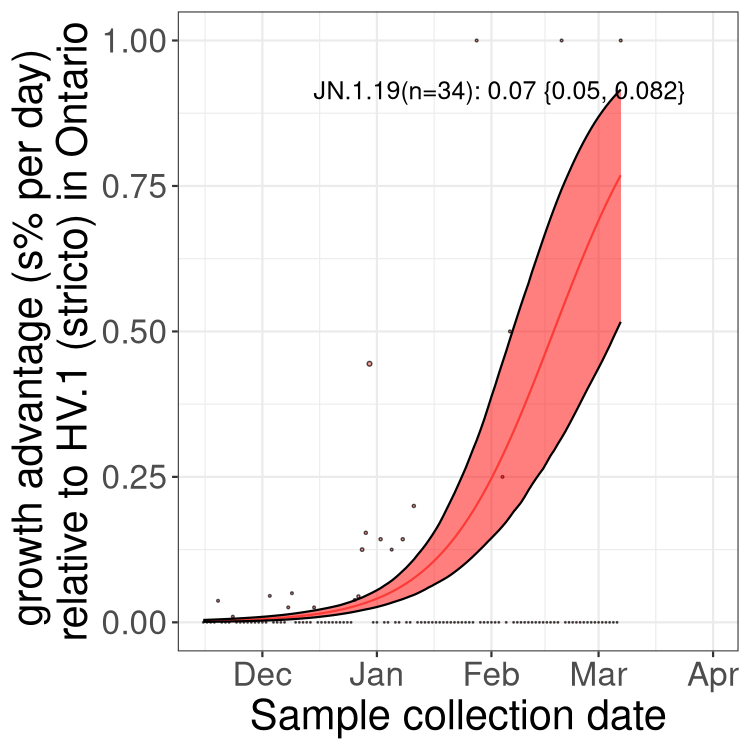 growth advantage (s% per day)
relative to HV.1 (stricto) in Ontario
1.00
0.75
0.50
0.25
0.00
JN.1.19(n=34): 0.07 {0.05, 0.082}
Dec Jan Feb Mar Apr
Sample collection date